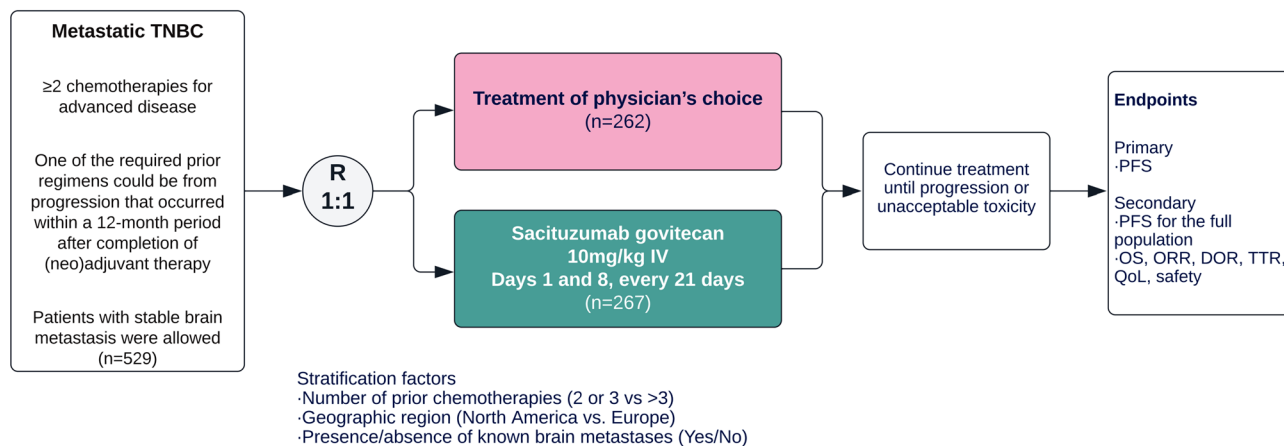 Metastatic TNBC
≥2 chemotherapies for
advanced disease
One of the required prior
regimens could be from
progression that occurred
within a 12-month period
after completion of
(neo)adjuvant therapy
Patients with stable brain
metastasis were allowed
(n=529)
R
1:1
Treatment of physician's choice
(n=262)
Sacituzumab govitecan
10mg/kg IV
Days 1 and 8, every 21 days
(n=267)
Continue treatment
until progression or
unacceptable toxicity
Endpoints
Primary
·PFS
Secondary
·PFS for the full
population
·OS, ORR, DOR, TTR,
QoL, safety
Stratification factors
·Number of prior chemotherapies (2 or 3 vs >3)
·Geographic region (North America vs. Europe)
·Presence/absence of known brain metastases (Yes/No)